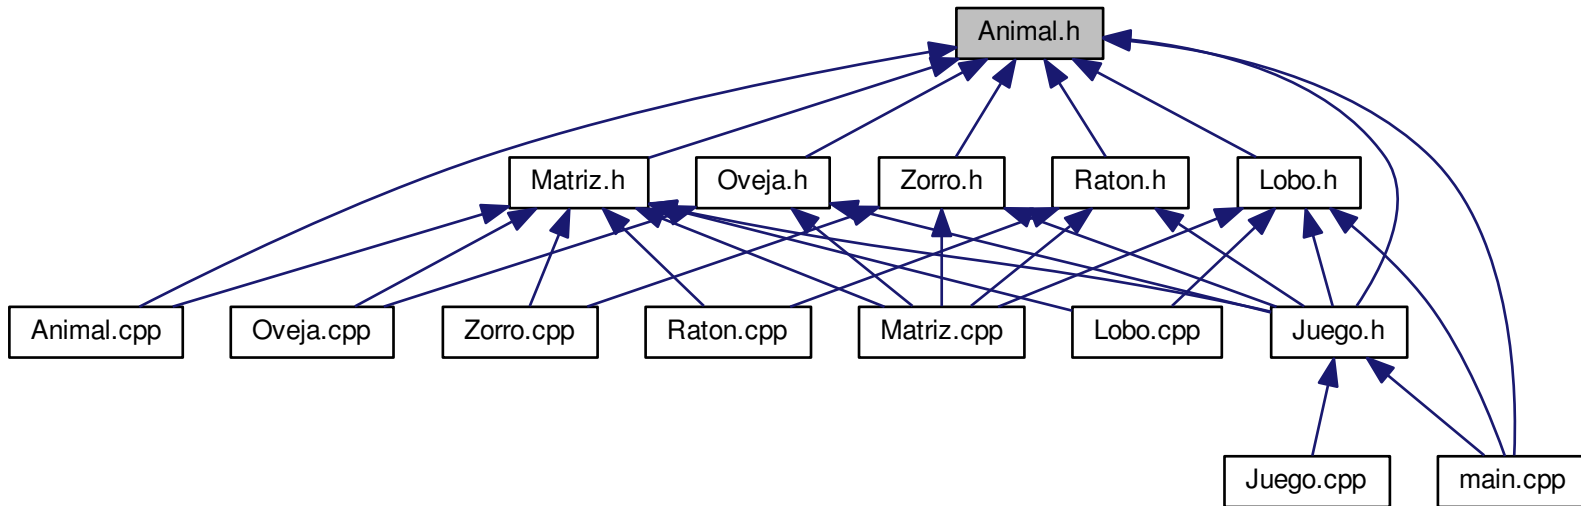 Animal.h
Matriz.h
Oveja.h
Zorro.h
Raton.h
Lobo.h
Animal.cpp
Oveja.cpp
Zorro.cpp
Raton.cpp
Matriz.cpp
Lobo.cpp
Juego.h
Juego.cpp
main.cpp